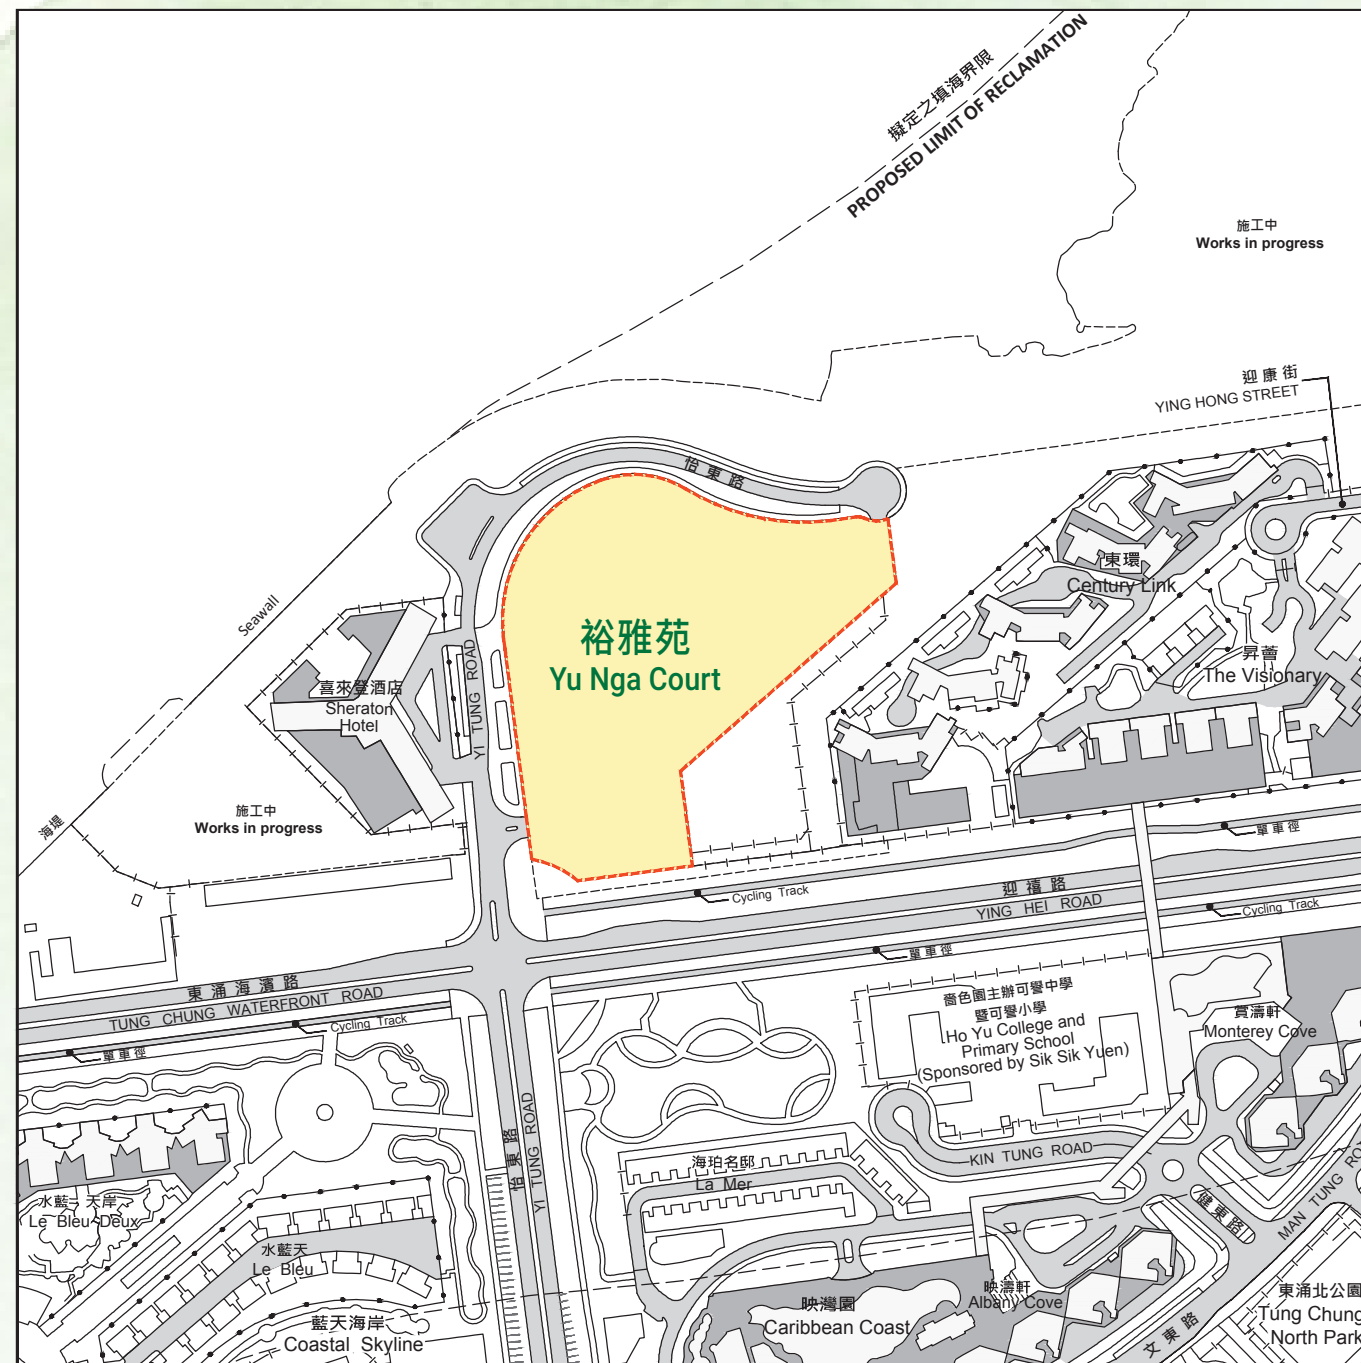 擬定之填海界限
PROPOSED LIMIT OF RECLAMATION
施工中
Works in progress
迎康街
YING HONG STREET
怡東路
東環
Century Link
Seawall
裕雅苑
Yu Nga Court
YI TUNG ROAD
昇薈
The Visionary
喜來登酒店
Sheraton
Hotel
施工中
Works in progress
海堤
單車徑
Cycling Track
迎禧路
YING HEI ROAD
Cycling Track
單車徑
東涌海濱路
TUNG CHUNG WATERFRONT ROAD
Cycling Track
單車徑
嗇色園主辦可譽中學
暨可譽小學
Ho Yu College and
Primary School
(Sponsored by Sik Sik Yuen)
賞濤軒
Monterey Cove
怡東路
YI TUNG ROAD
海珀名邸
La Mer
KIN TUNG ROAD
健東路
MAN TUNG RO
水藍・天岸
Le Bleu Deux
水藍天
Le Bleu
藍天海岸
Coastal Skyline
映灣園
Caribbean Coast
映濤軒
Albany Cove
文東路
東涌北公園
Tung Chung
North Park